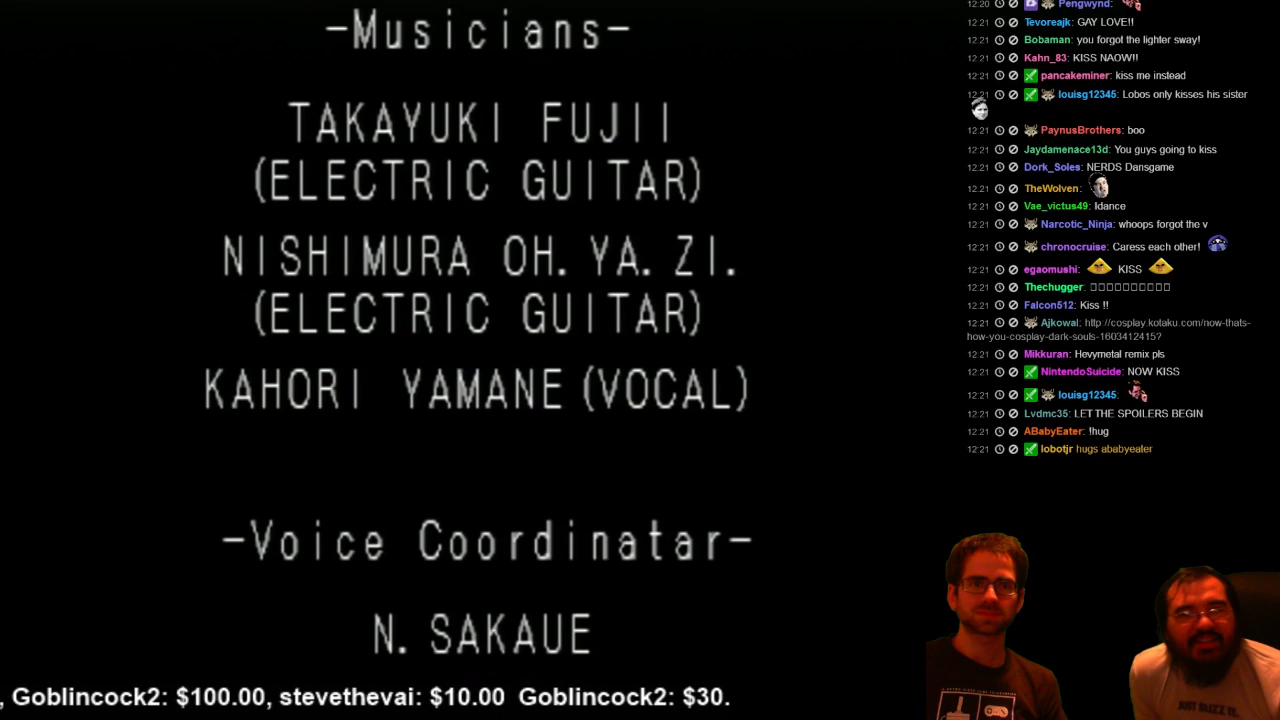 -Musicians-
TAKAYUKI FUJII
(ELECTRIC GUITAR)
NISHIMURA OH. YA. ZI.
(ELECTRIC GUITAR)
KAHORI YAMANE (VOCAL)
-Voice Coordinatar-
N. SAKAUE
, Goblincock2: $100.00, stevethevai: $10.00 Goblincock2: $30.
12:20 Pengwynd:
12:21 Tevoreajk: GAY LOVE!!
12:21 Bobaman: you forgot the lighter sway!
12:21 Kahn_83: KISS NAOW!!
12:21 pancakeminer: kiss me instead
12:21 louisg12345: Lobos only kisses his sister
12:21 PaynusBrothers: boo
12:21 Jaydamenace13d: You guys going to kiss
12:21 Dork_Soles: NERDS Dansgame
12:21 TheWolven:
12:21 Vae_victus49: ldance
12:21 Narcotic_Ninja: whoops forgot the v
12:21 chronocruise: Caress each other!
12:21 egaomushi: KISS
12:21 Thechugger:
12:21 Falcon512: Kiss !!
12:21 Ajkowal: http://cosplay.kotaku.com/now-thats-
how-you-cosplay-dark-souls-1603412415?
12:21 Mikkuran: Hevymetal remix pls
12:21 NintendoSuicide: NOW KISS
12:21 louisg12345:
12:21 Lvdmc35: LET THE SPOILERS BEGIN
12:21 ABabyEater: !hug
12:21 lobotjr hugs ababyeater
JUST BLIZZ IT.